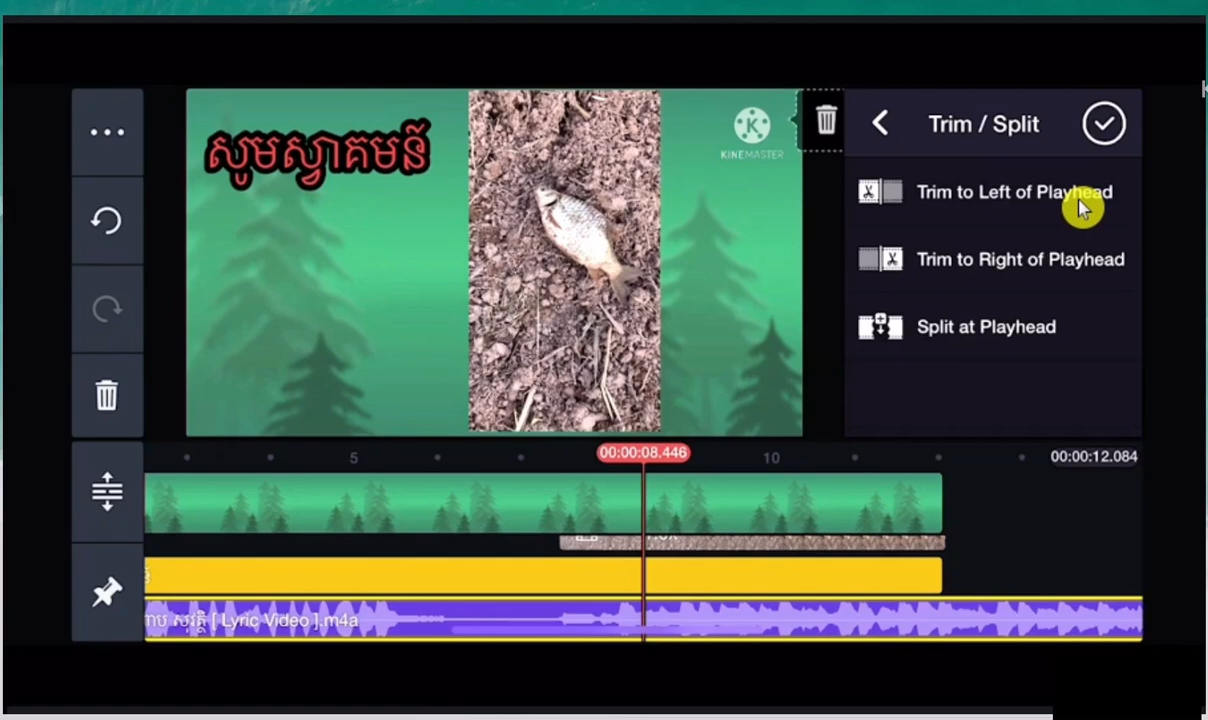 សូមស្វាគមន៍
KINEMASTER
Trim / Split
Trim to Left of Playhead
Trim to Right of Playhead
Split at Playhead
5
00:00:08.446
10
00:00:12.084
[ Lyric Video ].m4a